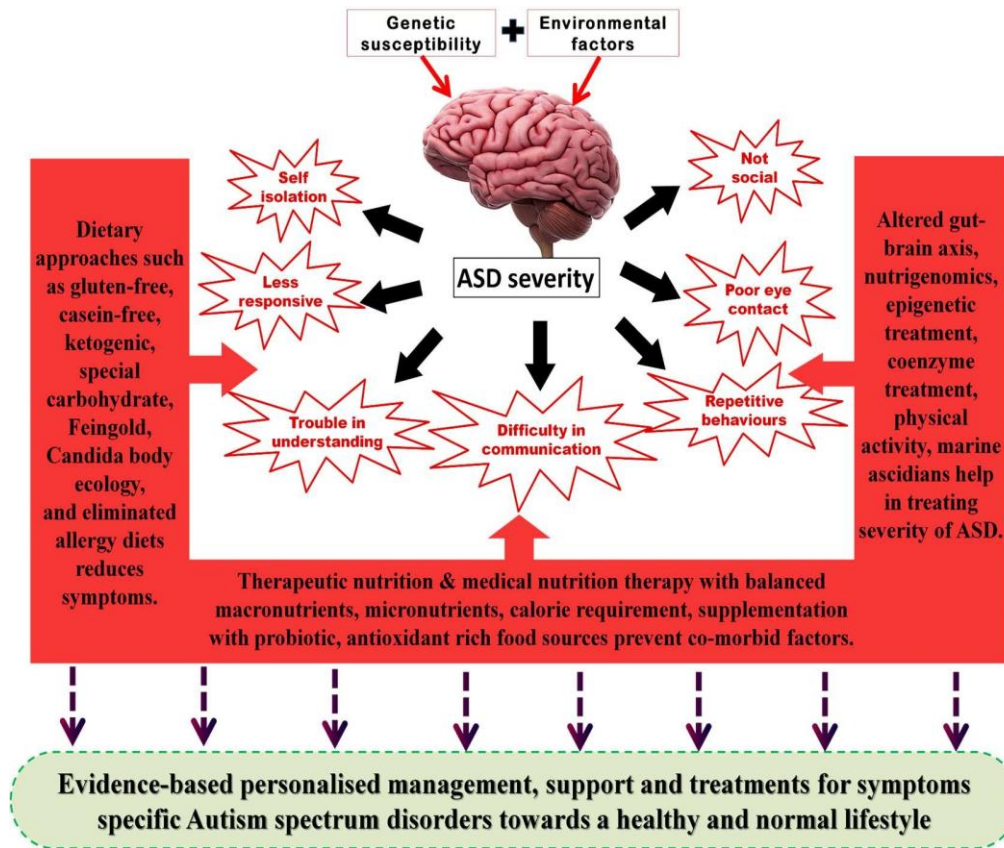 Genetic
susceptibility
+
Environmental
factors
Self
isolation
Not
social
Less
responsive
ASD severity
Poor eye
contact
Trouble in
understanding
Difficulty in
communication
Repetitive
behaviours
Dietary
approaches such
as gluten-free,
casein-free,
ketogenic,
special
carbohydrate,
Feingold,
Candida body
ecology,
and eliminated
allergy diets
reduces
symptoms.
Altered gut-
brain axis,
nutrigenomics,
epigenetic
treatment,
coenzyme
treatment,
physical
activity, marine
ascidians help
in treating
severity of ASD.
Therapeutic nutrition & medical nutrition therapy with balanced
macronutrients, micronutrients, calorie requirement, supplementation
with probiotic, antioxidant rich food sources prevent co-morbid factors.
Evidence-based personalised management, support and treatments for symptoms
specific Autism spectrum disorders towards a healthy and normal lifestyle